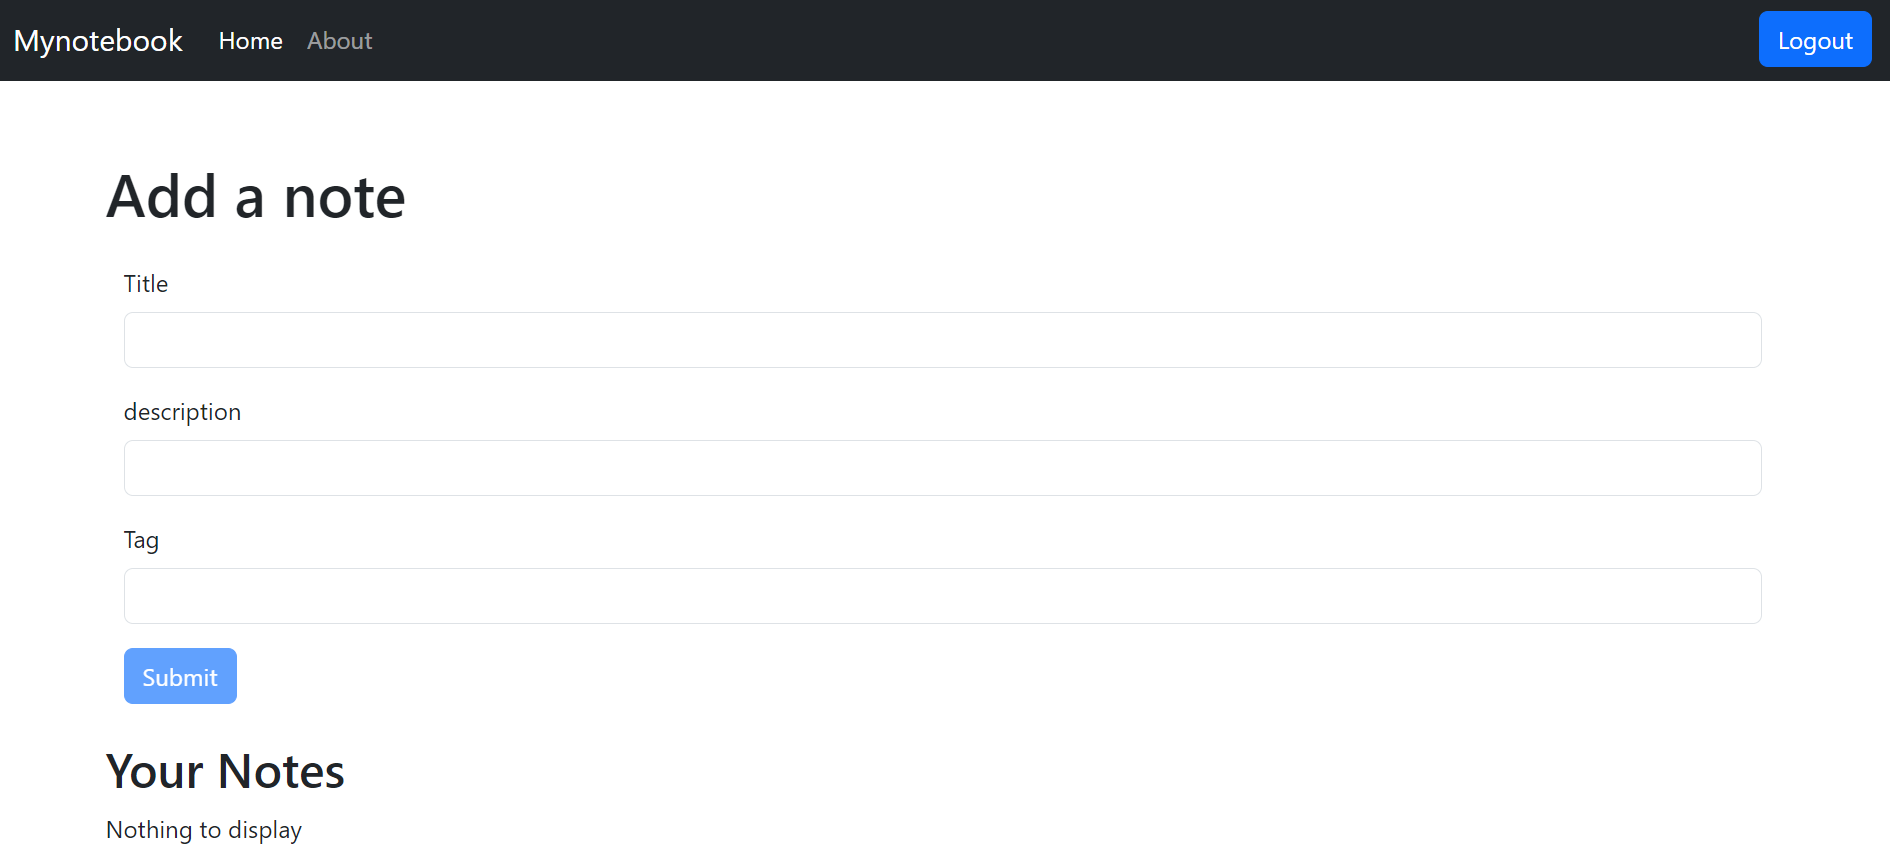 Mynotebook Home About Logout
Add a note
Title
description
Tag
Submit
Your Notes
Nothing to display